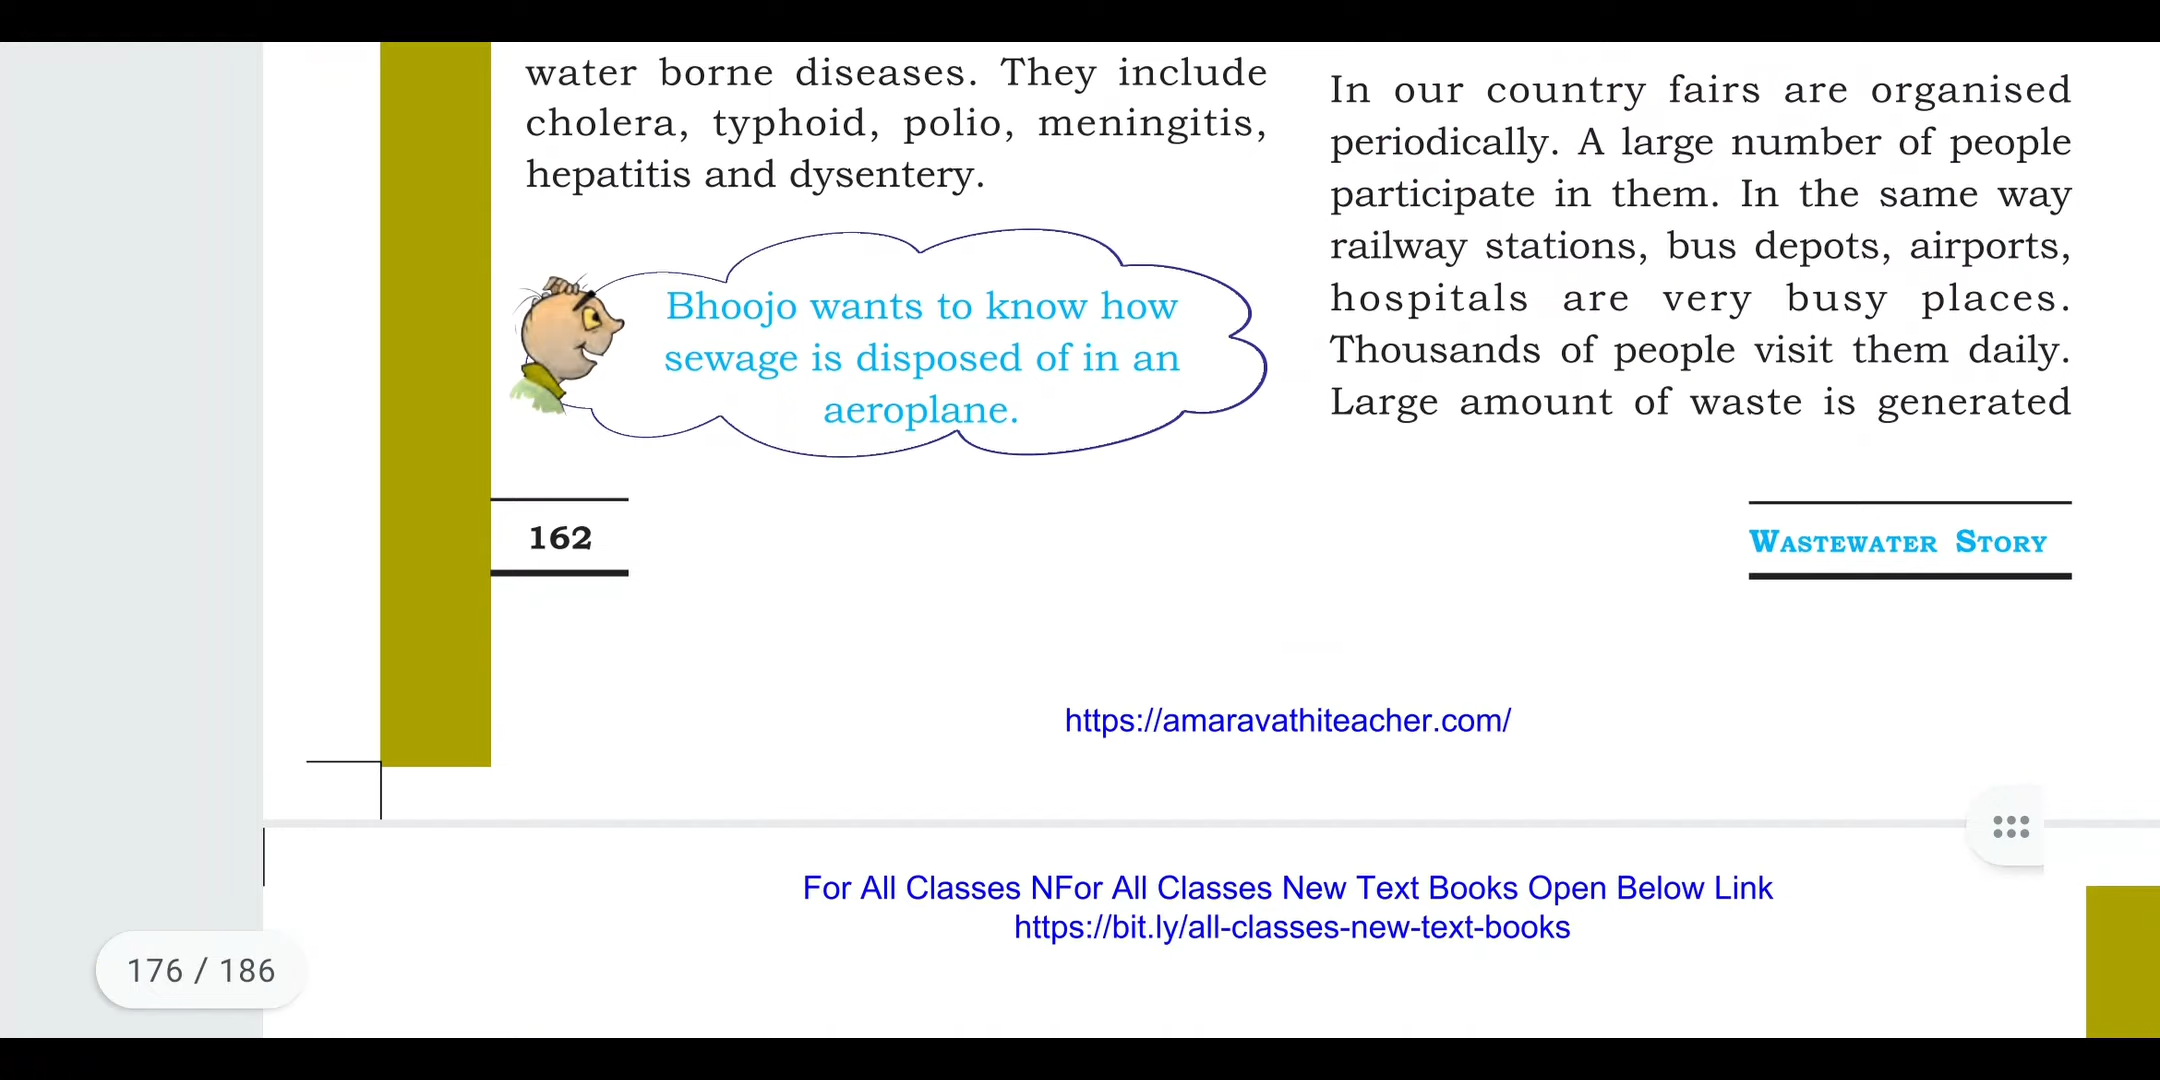 water borne diseases. They include
cholera, typhoid, polio, meningitis,
hepatitis and dysentery.
Bhoojo wants to know how
sewage is disposed of in an
aeroplane.
In our country fairs are organised
periodically. A large number of people
participate in them. In the same way
railway stations, bus depots, airports,
hospitals are very busy places.
Thousands of people visit them daily.
Large amount of waste is generated
162
WASTEWATER STORY
https://amaravathiteacher.com/
For All Classes NFor All Classes New Text Books Open Below Link
https://bit.ly/all-classes-new-text-books
176 / 186